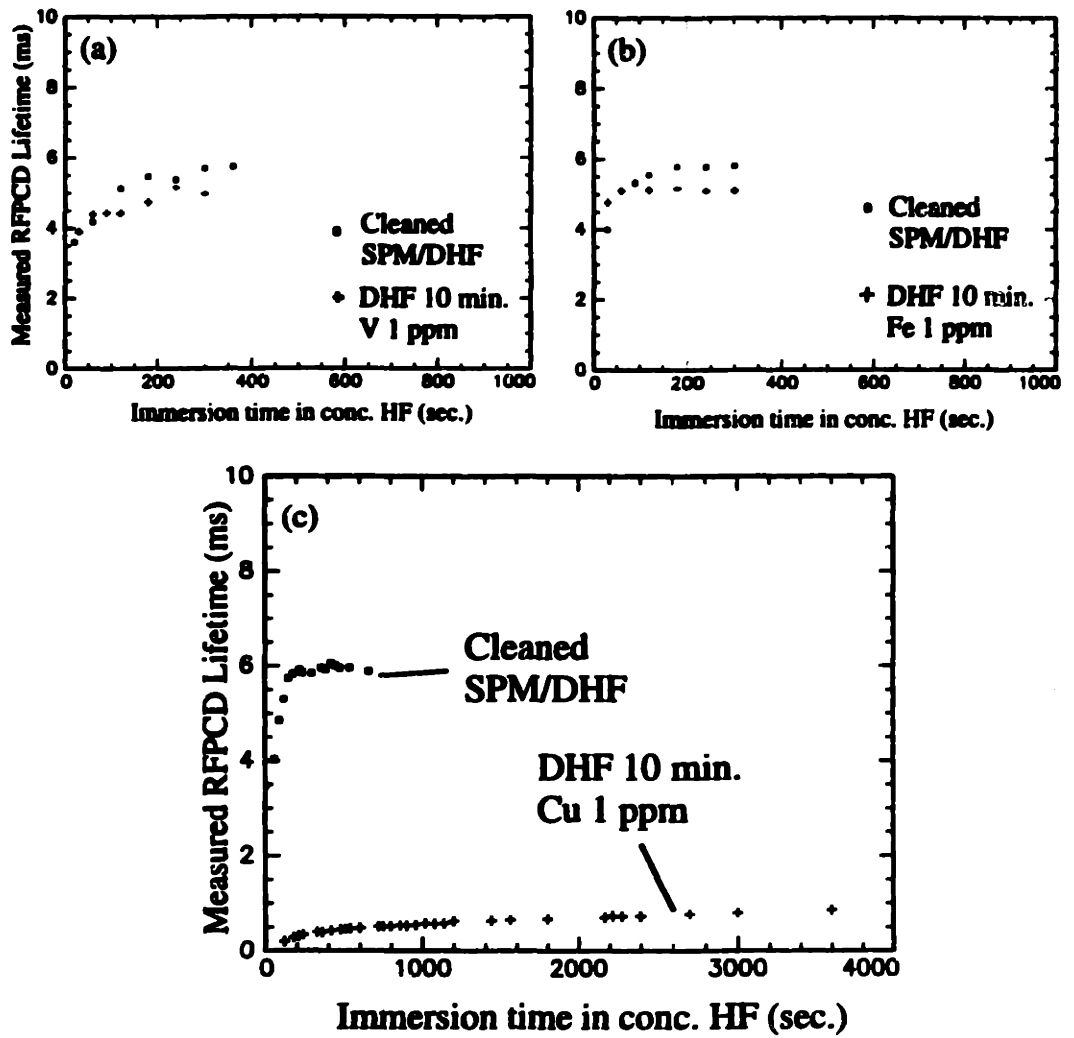 (a)
Measured RFPCD Lifetime (ms)
10
8
6
4
2
0
0
200
400
600
800
1000
Immersion time in conc. HF (sec.)
Cleaned
SPM/DHF
DHF 10 min.
V 1 ppm
(b)
10
8
6
4
2
0
0
200
400
600
800
1000
Immersion time in conc. HF (sec.)
Cleaned
SPM/DHF
DHF 10 min.
Fe 1 ppm
(c)
Measured RFPCD Lifetime (ms)
10
8
6
4
2
0
0
1000
2000
3000
4000
Immersion time in conc. HF (sec.)
Cleaned
SPM/DHF
DHF 10 min.
Cu 1 ppm